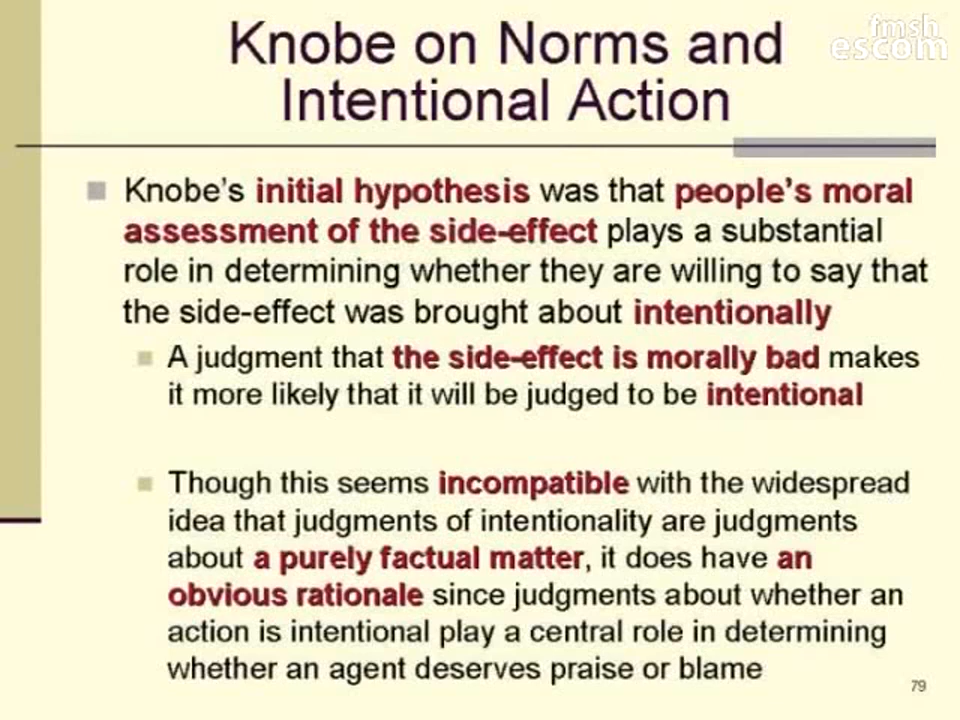 fmsh
escom
Knobe on Norms and
Intentional Action
Knobe's initial hypothesis was that people's moral
assessment of the side-effect plays a substantial
role in determining whether they are willing to say that
the side-effect was brought about intentionally
A judgment that the side-effect is morally bad makes
it more likely that it will be judged to be intentional
Though this seems incompatible with the widespread
idea that judgments of intentionality are judgments
about a purely factual matter, it does have an
obvious rationale since judgments about whether an
action is intentional play a central role in determining
whether an agent deserves praise or blame
79